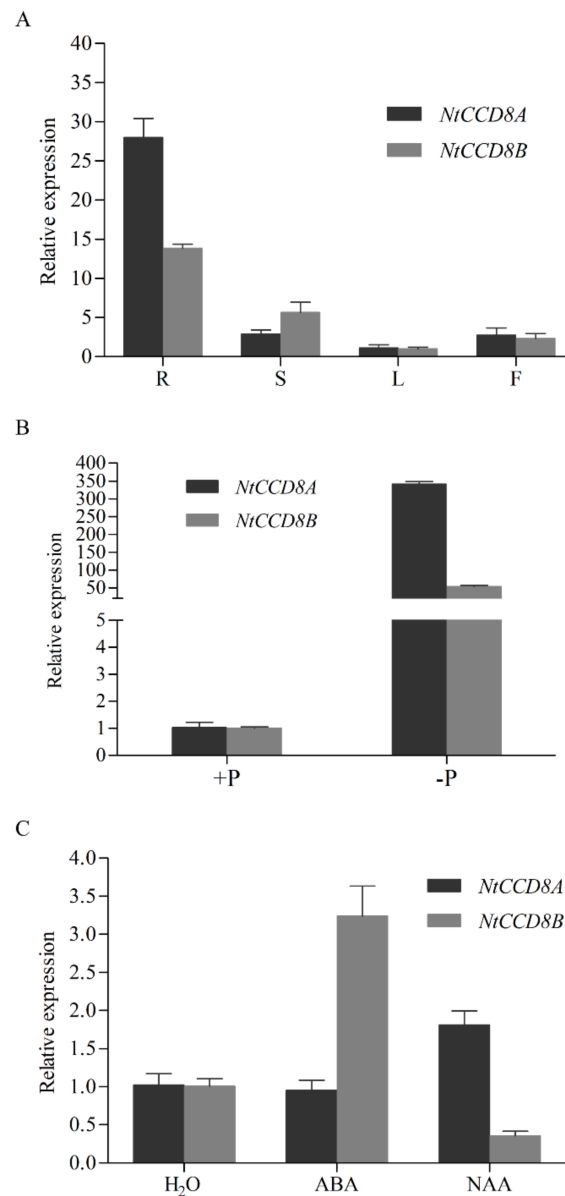 A
Relative expression
40
35
30
25
20
15
10
5
0
NtCCD8A
NtCCD8B
R S L F
B
Relative expression
400
350
300
250
200
150
100
50
5
4
3
2
1
0
NtCCD8A
NtCCD8B
+P -P
C
Relative expression
4.0
3.5
3.0
2.5
2.0
1.5
1.0
0.5
0.0
NtCCD8A
NtCCD8B
H₂O ABA NAA